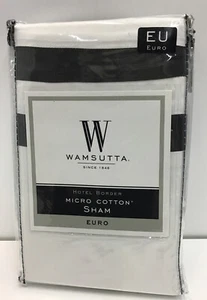 EU
EURO
W
WAMSUTTA.
SINCE 1846
HOTEL BORDER
MICRO COTTON®
SHAM
EURO